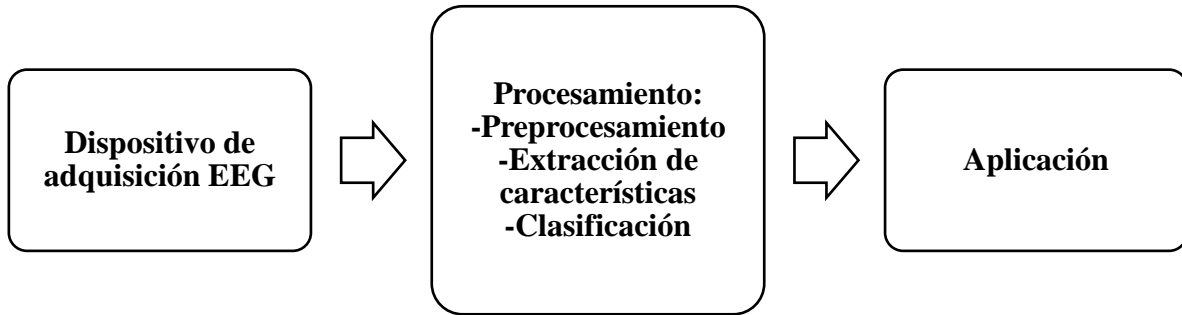 Dispositivo de
adquisición EEG
Procesamiento:
-Preprocesamiento
-Extracción de
características
-Clasificación
Aplicación